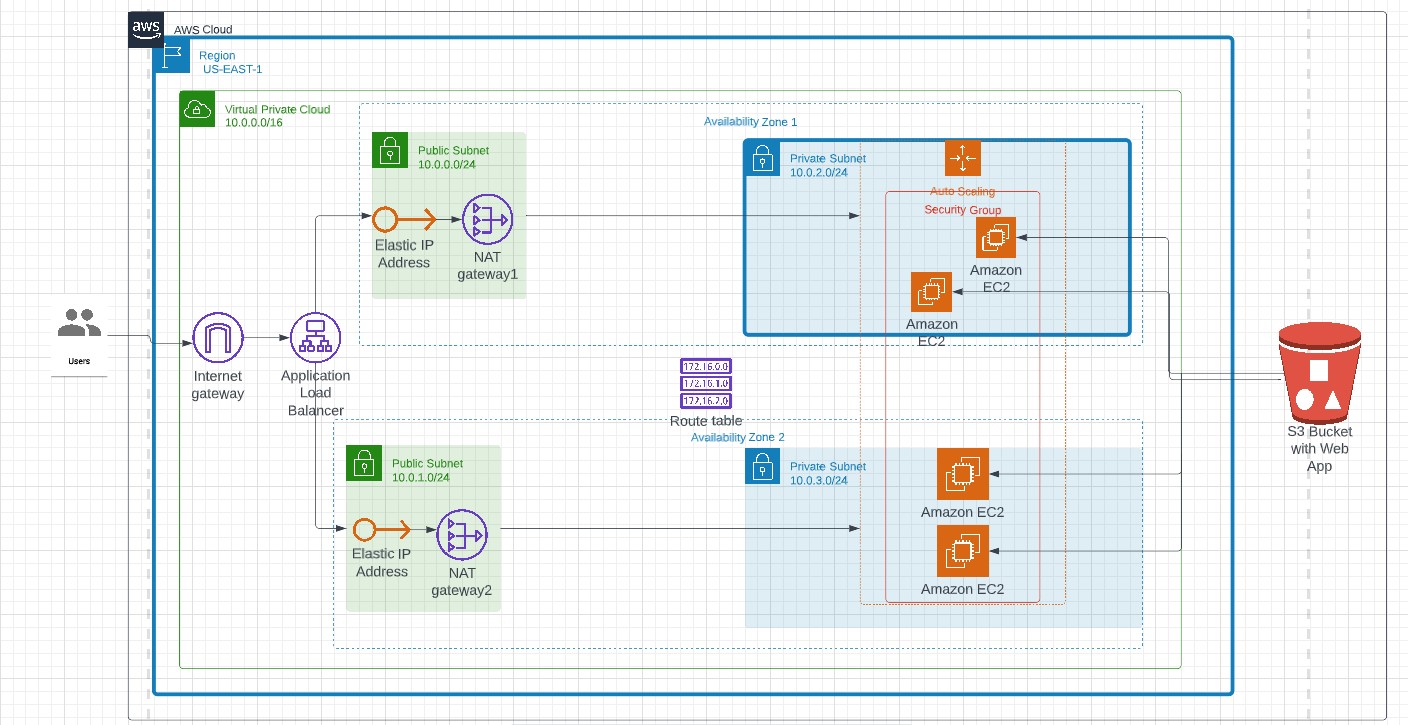 aws
AWS Cloud
Region
US-EAST-1
Virtual Private Cloud
10.0.0.0/16
Availability Zone 1
Public Subnet
10.0.0.0/24
Elastic IP
Address
NAT
gateway1
Private Subnet
10.0.2.0/24
Auto Scaling
Security Group
Amazon
EC2
Amazon
EC2
Users
Internet
gateway
Application
Load
Balancer
172.16.0.0
172.16.1.0
172.16.2.0
Route table
Availability Zone 2
Public Subnet
10.0.1.0/24
Elastic IP
Address
NAT
gateway2
Private Subnet
10.0.3.0/24
Amazon EC2
Amazon EC2
S3 Bucket
with Web
App